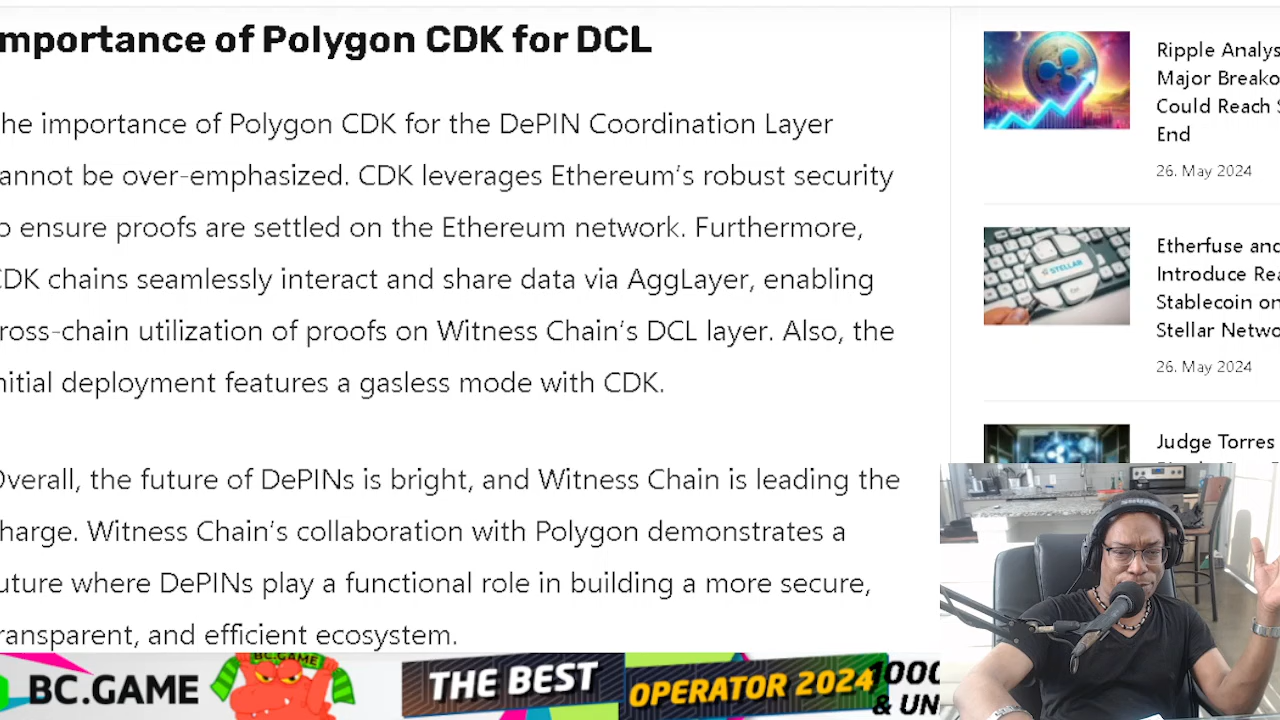 mportance of Polygon CDK for DCL
he importance of Polygon CDK for the DePIN Coordination Layer
annot be over-emphasized. CDK leverages Ethereum's robust security
o ensure proofs are settled on the Ethereum network. Furthermore,
CDK chains seamlessly interact and share data via AggLayer, enabling
ross-chain utilization of proofs on Witness Chain's DCL layer. Also, the
nitial deployment features a gasless mode with CDK.
Overall, the future of DePINs is bright, and Witness Chain is leading the
harge. Witness Chain's collaboration with Polygon demonstrates a
uture where DePINs play a functional role in building a more secure,
ransparent, and efficient ecosystem.
Ripple Analys
Major Breako
Could Reach
End
26. May 2024
STELLAR
Etherfuse and
Introduce Rea
Stablecoin on
Stellar Netwo
26. May 2024
Judge Torres
BC.GAME
BC.GAME
THE BEST
OPERATOR 2024
1000
& UN